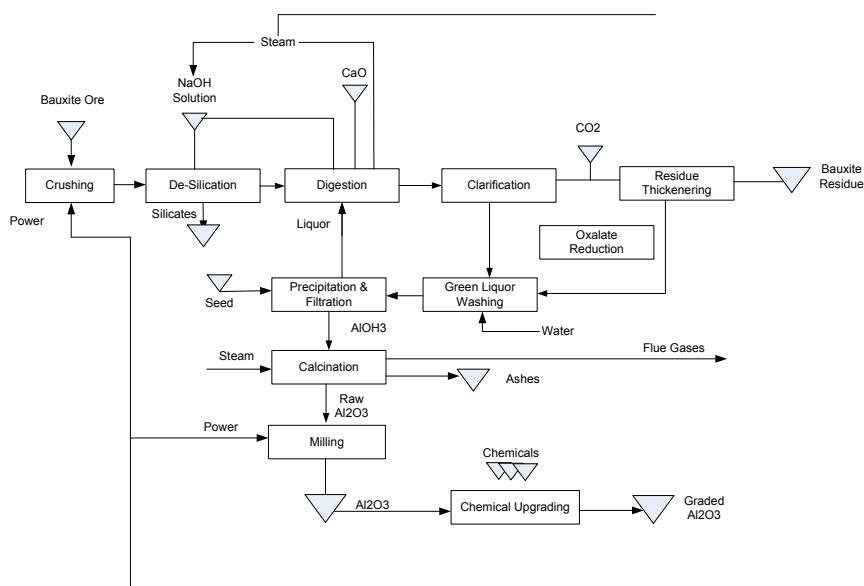 Steam
CaO
NaOH
Solution
Bauxite Ore
CO2
Crushing
De-Silication
Digestion
Clarification
Residue
Thickenering
Bauxite
Residue
Power
Silicates
Liquor
Oxalate
Reduction
Seed
Precipitation &
Filtration
Green Liquor
Washing
Water
AlOH3
Steam
Calcination
Flue Gases
Ashes
Raw
Al2O3
Power
Milling
Chemicals
Al2O3
Chemical Upgrading
Graded
Al2O3